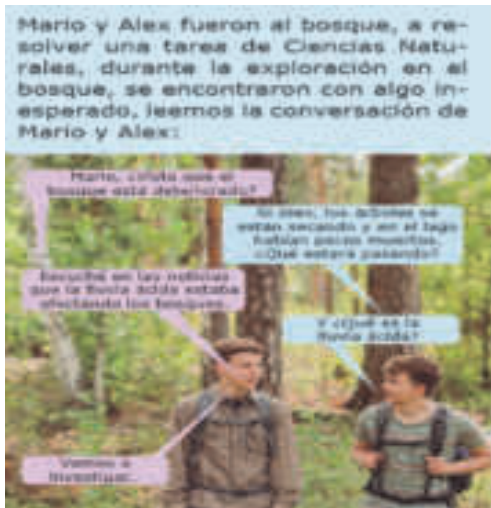 Mario y Alex fueron al bosque, a re-
solver una tarea de Ciencias Natu-
rales, durante la exploración en el
bosque, se encontraron con algo in-
esperado, leemos la conversación de
Mario y Alex:
Mario, ¿viste que el
bosque está deteriorado?
Si Alex, los árboles se
están secando y en el lago
habían peces muertos,
¿Qué estará pasando?
Escuché en las noticias
que la lluvia ácida estaba
afectando los bosques.
Y ¿Qué es la
lluvia ácida?
Vamos a
investigar.